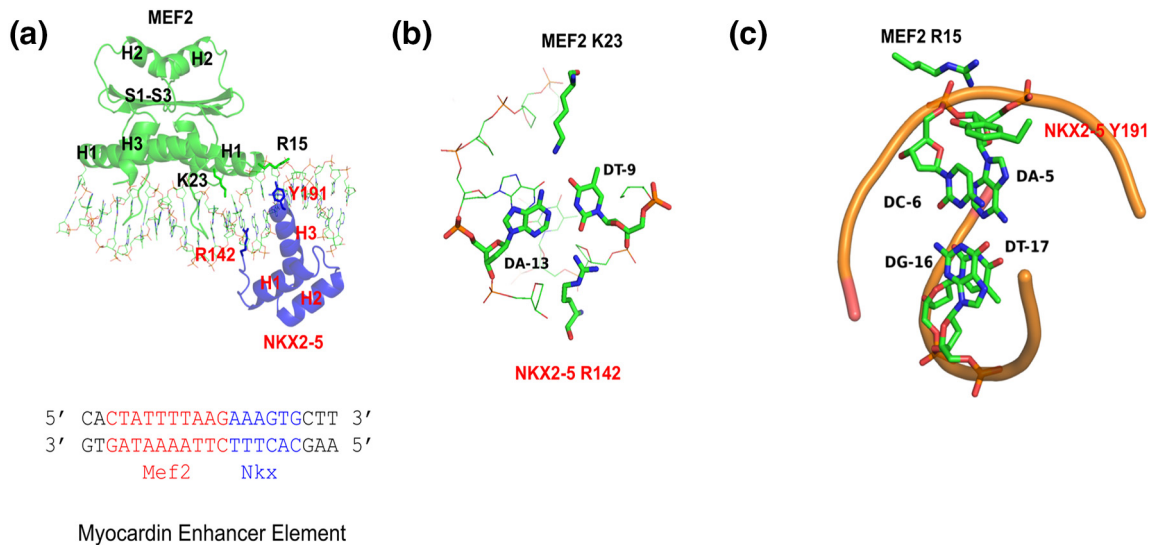 (a)
MEF2
H2 H2
S1-S3
H1 H3 H1 R15
K23
Y191
R142 H3
H1
H2
NKX2-5
5′ CACTATTTTAAGAAAGTGCTT 3′
3′ GTGATAAAATTCTTTCACGAA 5′
Mef2 Nkx
Myocardin Enhancer Element
(b)
MEF2 K23
DT-9
DA-13
NKX2-5 R142
(c)
MEF2 R15
NKX2-5 Y191
DA-5
DC-6
DT-17
DG-16